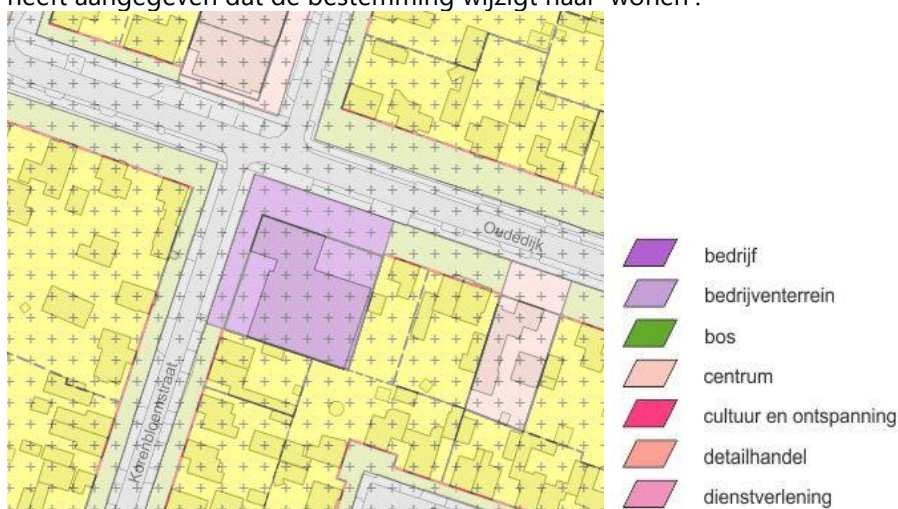 heeft aangegeven dat de bestemming wijzigt naar 'wonen'.
Oudedijk
Korenbloemstraat
bedrijf
bedrijventerrein
bos
centrum
cultuur en ontspanning
detailhandel
dienstverlening